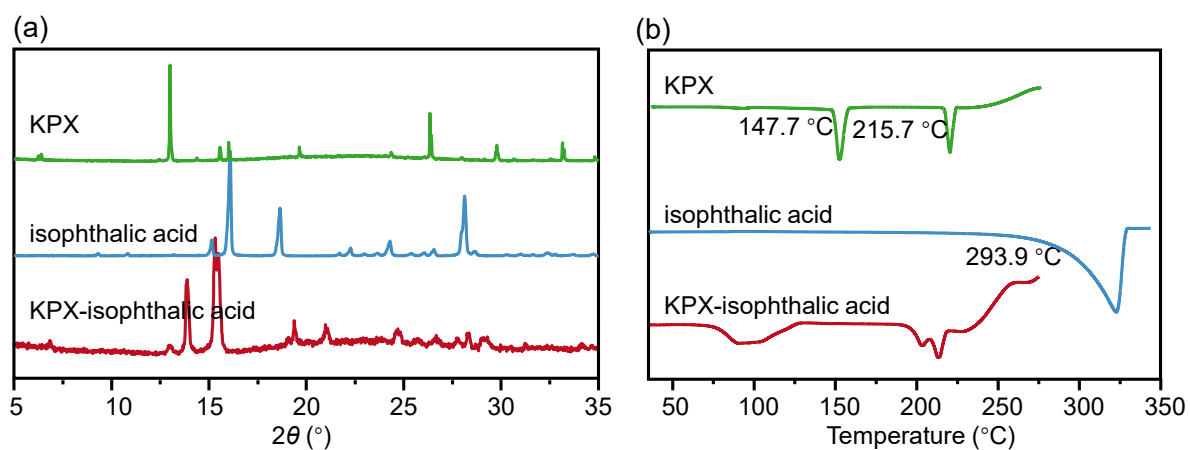 (a)
KPX
isophthalic acid
KPX-isophthalic acid
5 10 15 20 25 30 35
2θ (°)
(b)
KPX
147.7 °C 215.7 °C
isophthalic acid
293.9 °C
KPX-isophthalic acid
50 100 150 200 250 300 350
Temperature (°C)